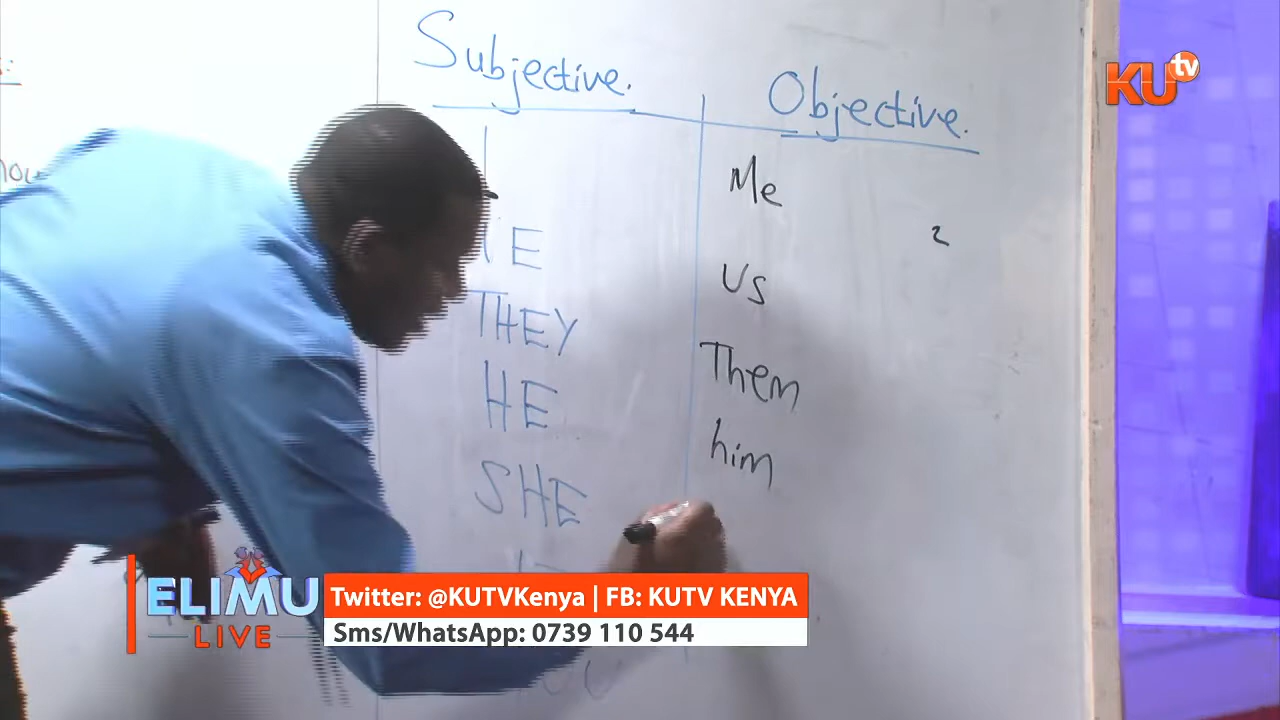 Subjective.
Objective.
I
Me
E
Us
THEY
Them
HE
him
SHE
KU tv
ELIMU
LIVE
Twitter: @KUTVKenya | FB: KUTV KENYA
Sms/WhatsApp: 0739 110 544